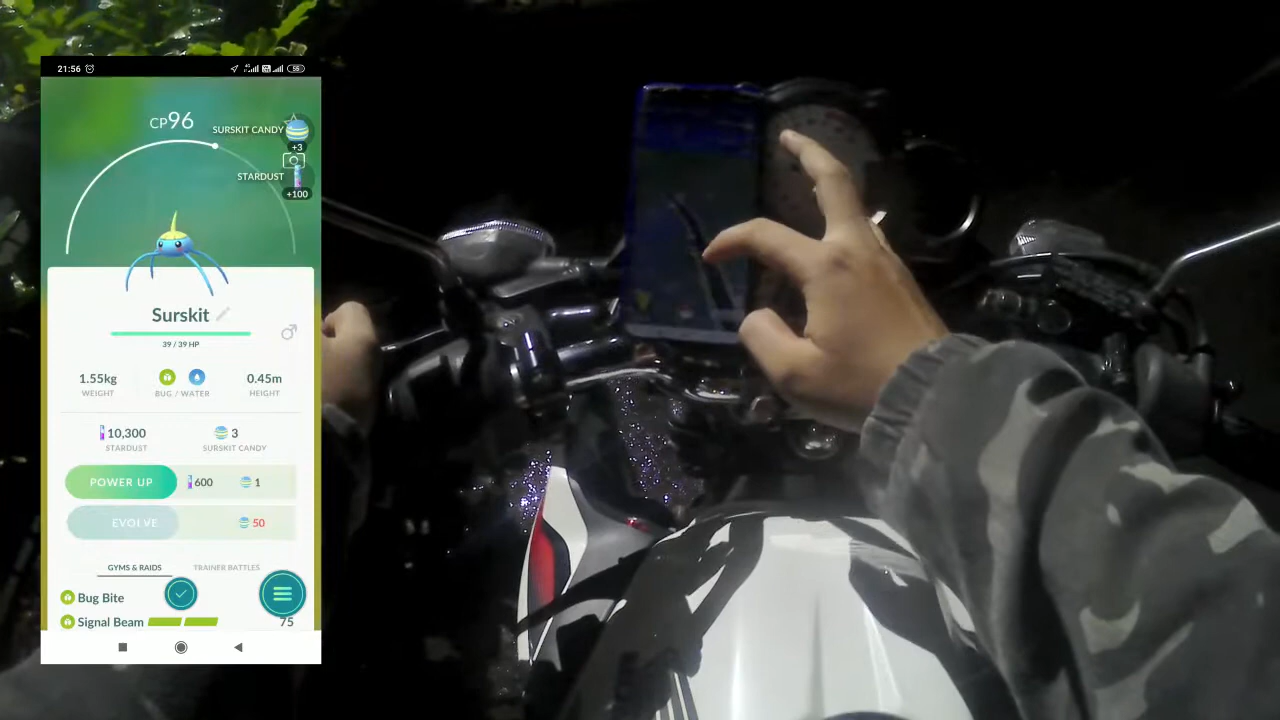 21:56
4G
55
CP96
SURSKIT CANDY
+3
STARDUST
+100
Surskit
39 / 39 HP
1.55kg
WEIGHT
BUG / WATER
0.45m
HEIGHT
10,300
STARDUST
3
SURSKIT CANDY
POWER UP
600
1
EVOLVE
50
GYMS & RAIDS
TRAINER BATTLES
Bug Bite
Signal Beam
75